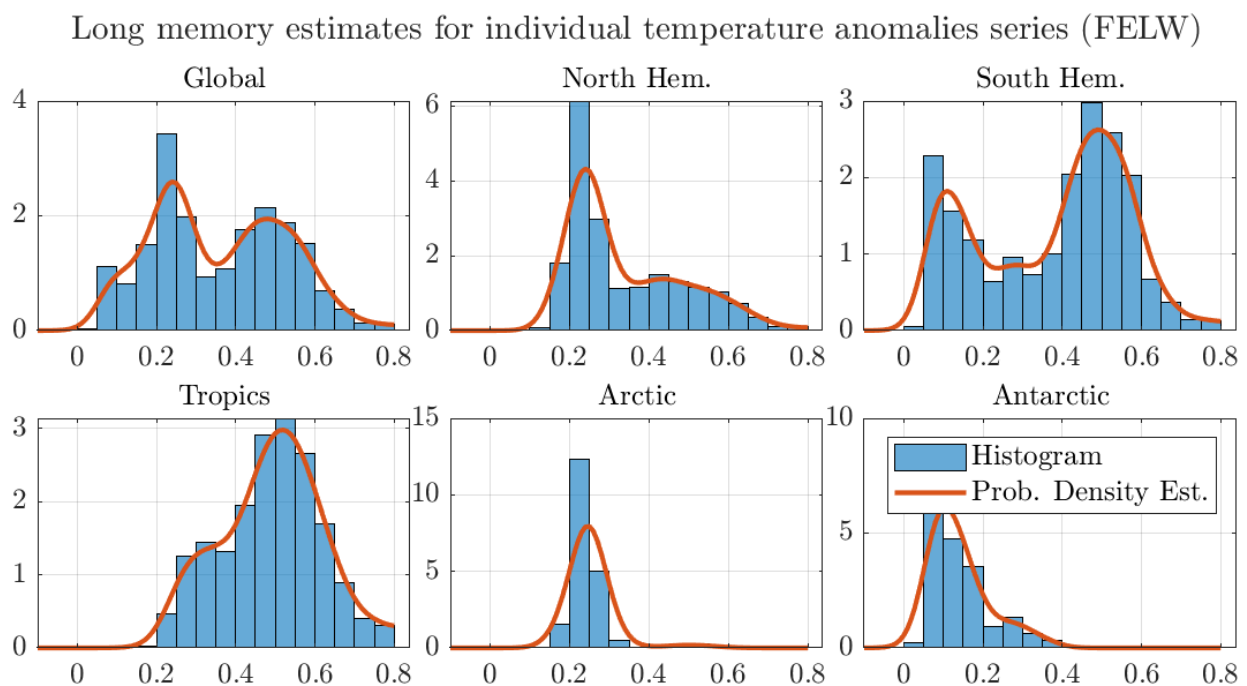 Long memory estimates for individual temperature anomalies series (FELW)
Global
North Hem.
South Hem.
4
2
0
0 0.2 0.4 0.6 0.8
6
4
2
0
0 0.2 0.4 0.6 0.8
3
2
1
0
0 0.2 0.4 0.6 0.8
Tropics
Arctic
Antarctic
3
2
1
0
0 0.2 0.4 0.6 0.8
15
10
5
0
0 0.2 0.4 0.6 0.8
10
5
0
0 0.2 0.4 0.6 0.8
Histogram
Prob. Density Est.